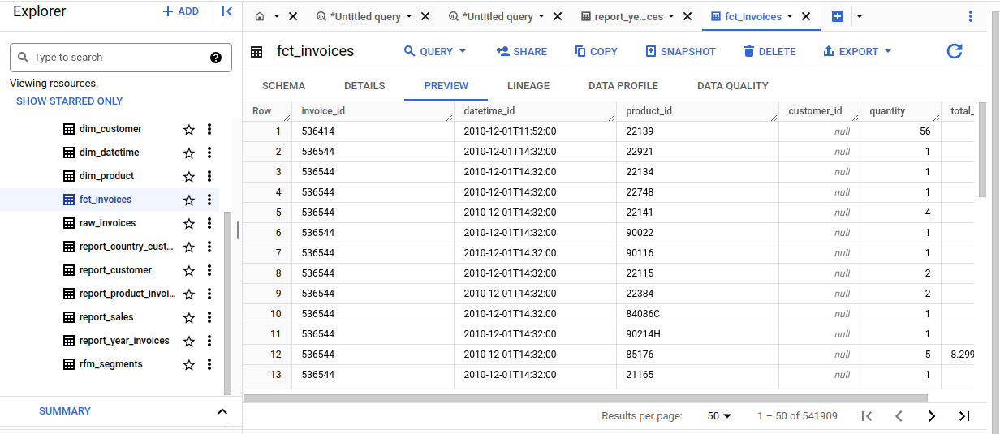 Explorer
+ ADD
Type to search
Viewing resources.
SHOW STARRED ONLY
dim_customer
dim_datetime
dim_product
fct_invoices
raw_invoices
report_country_cust...
report_customer
report_product_invoi...
report_sales
report_year_invoices
rfm_segments
SUMMARY
*Untitled query *Untitled query report_ye...ces fct_invoices
fct_invoices QUERY SHARE COPY SNAPSHOT DELETE EXPORT
SCHEMA DETAILS PREVIEW LINEAGE DATA PROFILE DATA QUALITY
Row invoice_id datetime_id product_id customer_id quantity total_
1 536414 2010-12-01T11:52:00 22139 null 56
2 536544 2010-12-01T14:32:00 22921 null 1
3 536544 2010-12-01T14:32:00 22134 null 1
4 536544 2010-12-01T14:32:00 22748 null 1
5 536544 2010-12-01T14:32:00 22141 null 4
6 536544 2010-12-01T14:32:00 90022 null 1
7 536544 2010-12-01T14:32:00 90116 null 1
8 536544 2010-12-01T14:32:00 22115 null 2
9 536544 2010-12-01T14:32:00 22384 null 2
10 536544 2010-12-01T14:32:00 84086C null 1
11 536544 2010-12-01T14:32:00 90214H null 1
12 536544 2010-12-01T14:32:00 85176 null 5 8.299
13 536544 2010-12-01T14:32:00 21165 null 1
Results per page: 50 1 – 50 of 541909